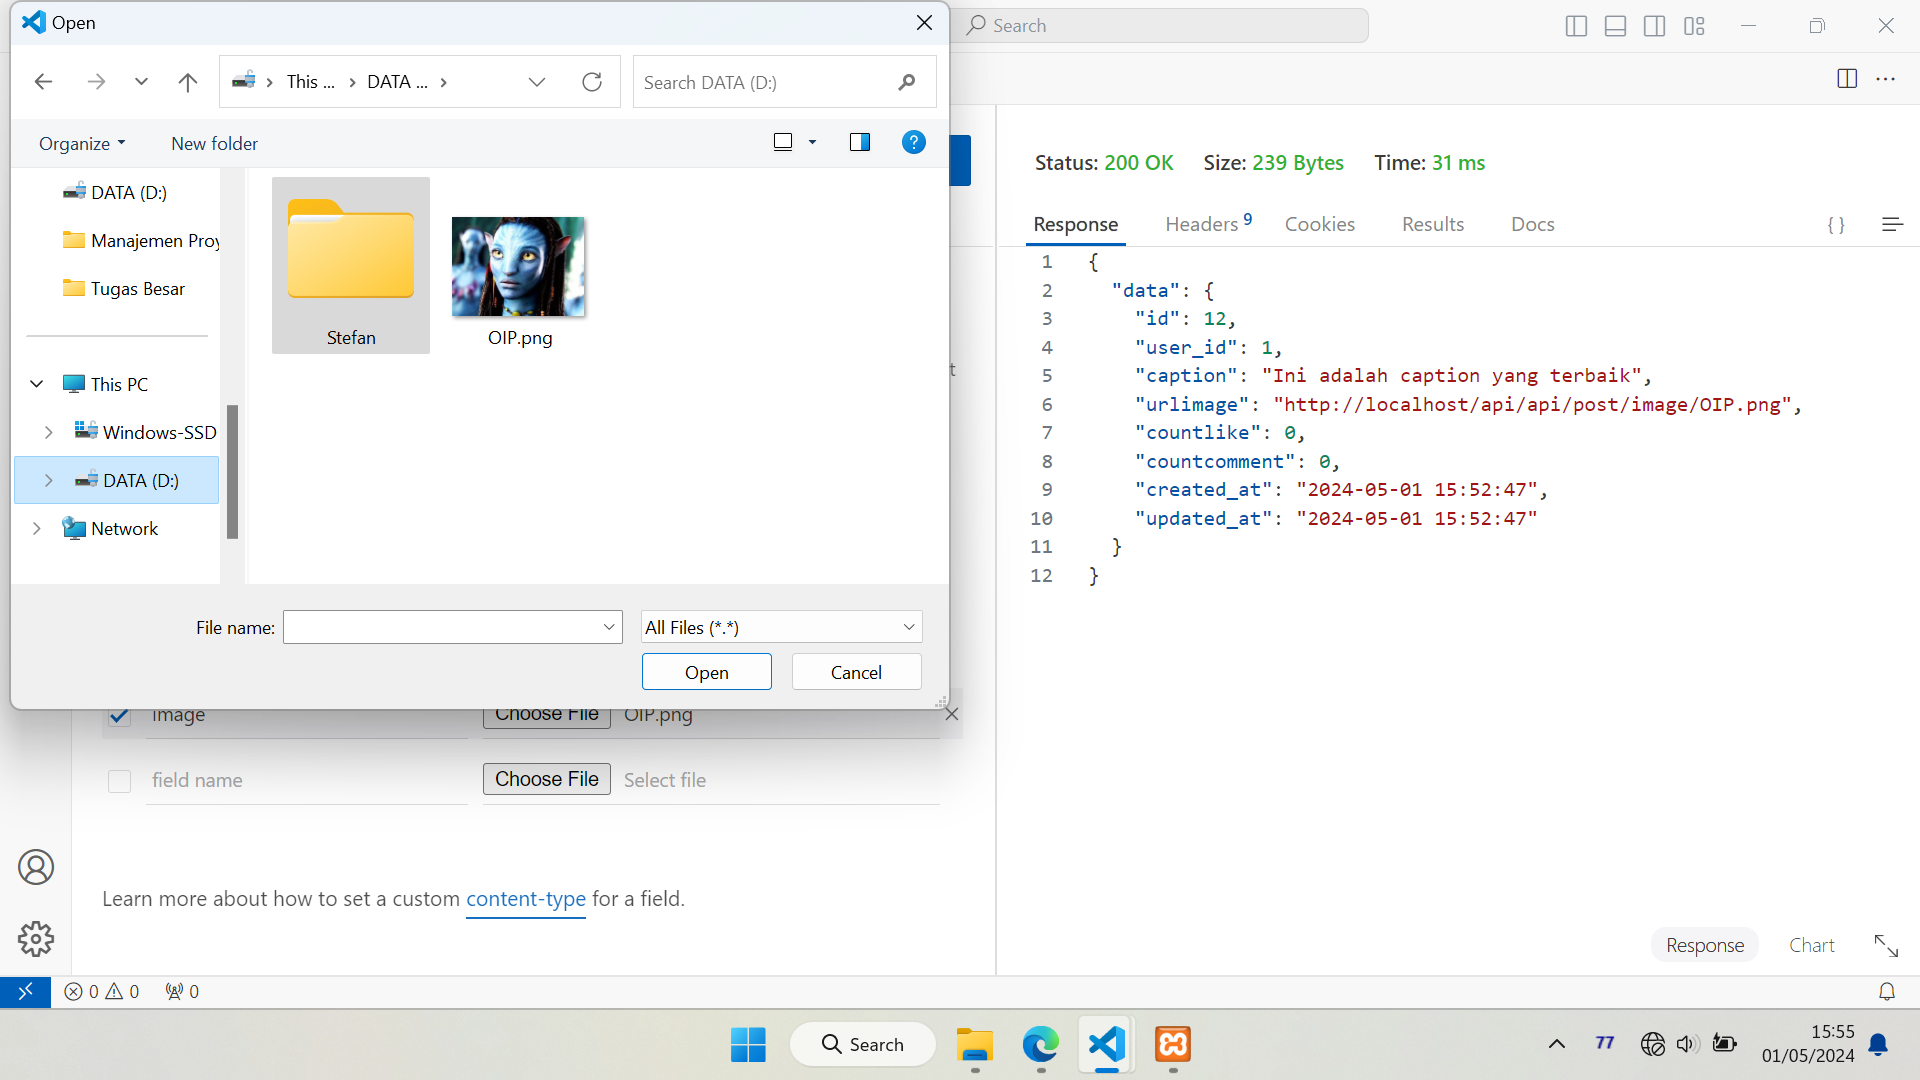 Open
Search
This ...
DATA ...
Search DATA (D:)
Organize
New folder
?
DATA (D:)
Manajemen Proy
Tugas Besar
This PC
Windows-SSD
DATA (D:)
Network
Stefan
OIP.png
File name:
All Files (*.*)
Open
Cancel
t
image
Choose File
OIP.png
field name
Choose File
Select file
Learn more about how to set a custom content-type for a field.
Status: 200 OK
Size: 239 Bytes
Time: 31 ms
Response
Headers 9
Cookies
Results
Docs
{ }
1 {
2 "data": {
3 "id": 12,
4 "user_id": 1,
5 "caption": "Ini adalah caption yang terbaik",
6 "urlimage": "http://localhost/api/api/post/image/OIP.png",
7 "countlike": 0,
8 "countcomment": 0,
9 "created_at": "2024-05-01 15:52:47",
10 "updated_at": "2024-05-01 15:52:47"
11 }
12 }
Response
Chart
0 0 0
Search
77
15:55
01/05/2024